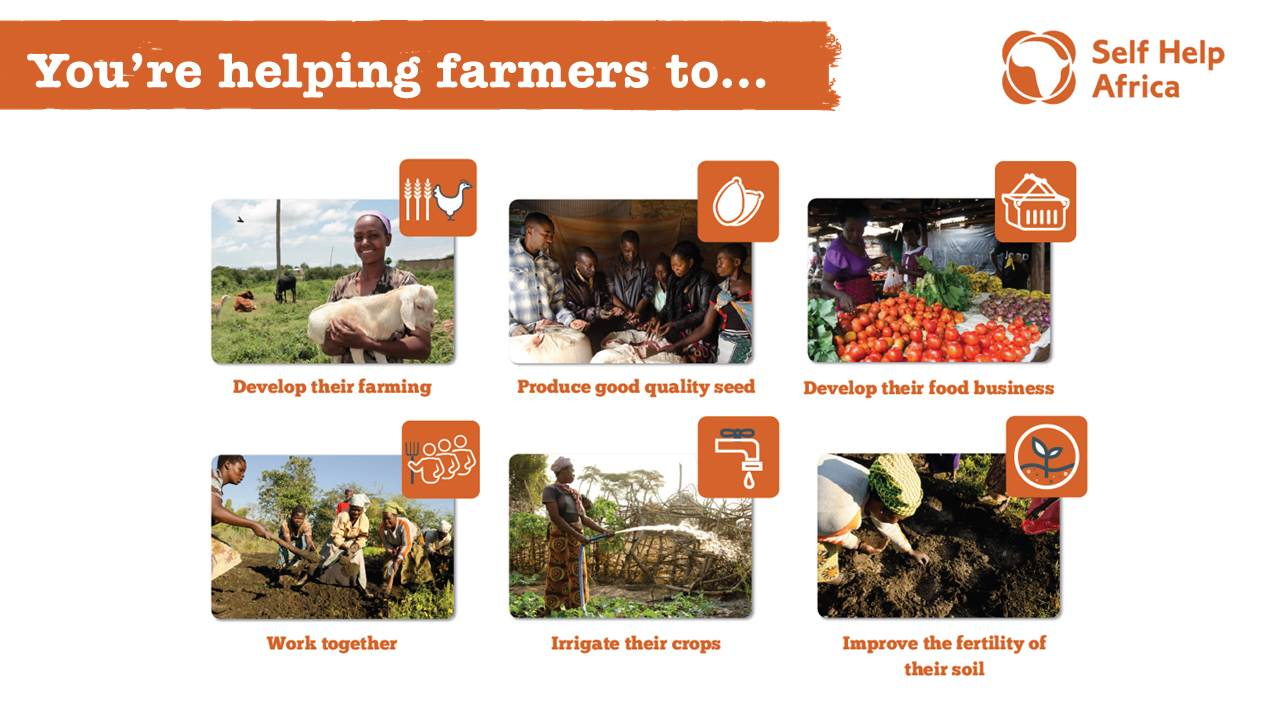 You're helping farmers to...
Self Help
Africa
Develop their farming
Produce good quality seed
Develop their food business
Work together
Irrigate their crops
Improve the fertility of
their soil